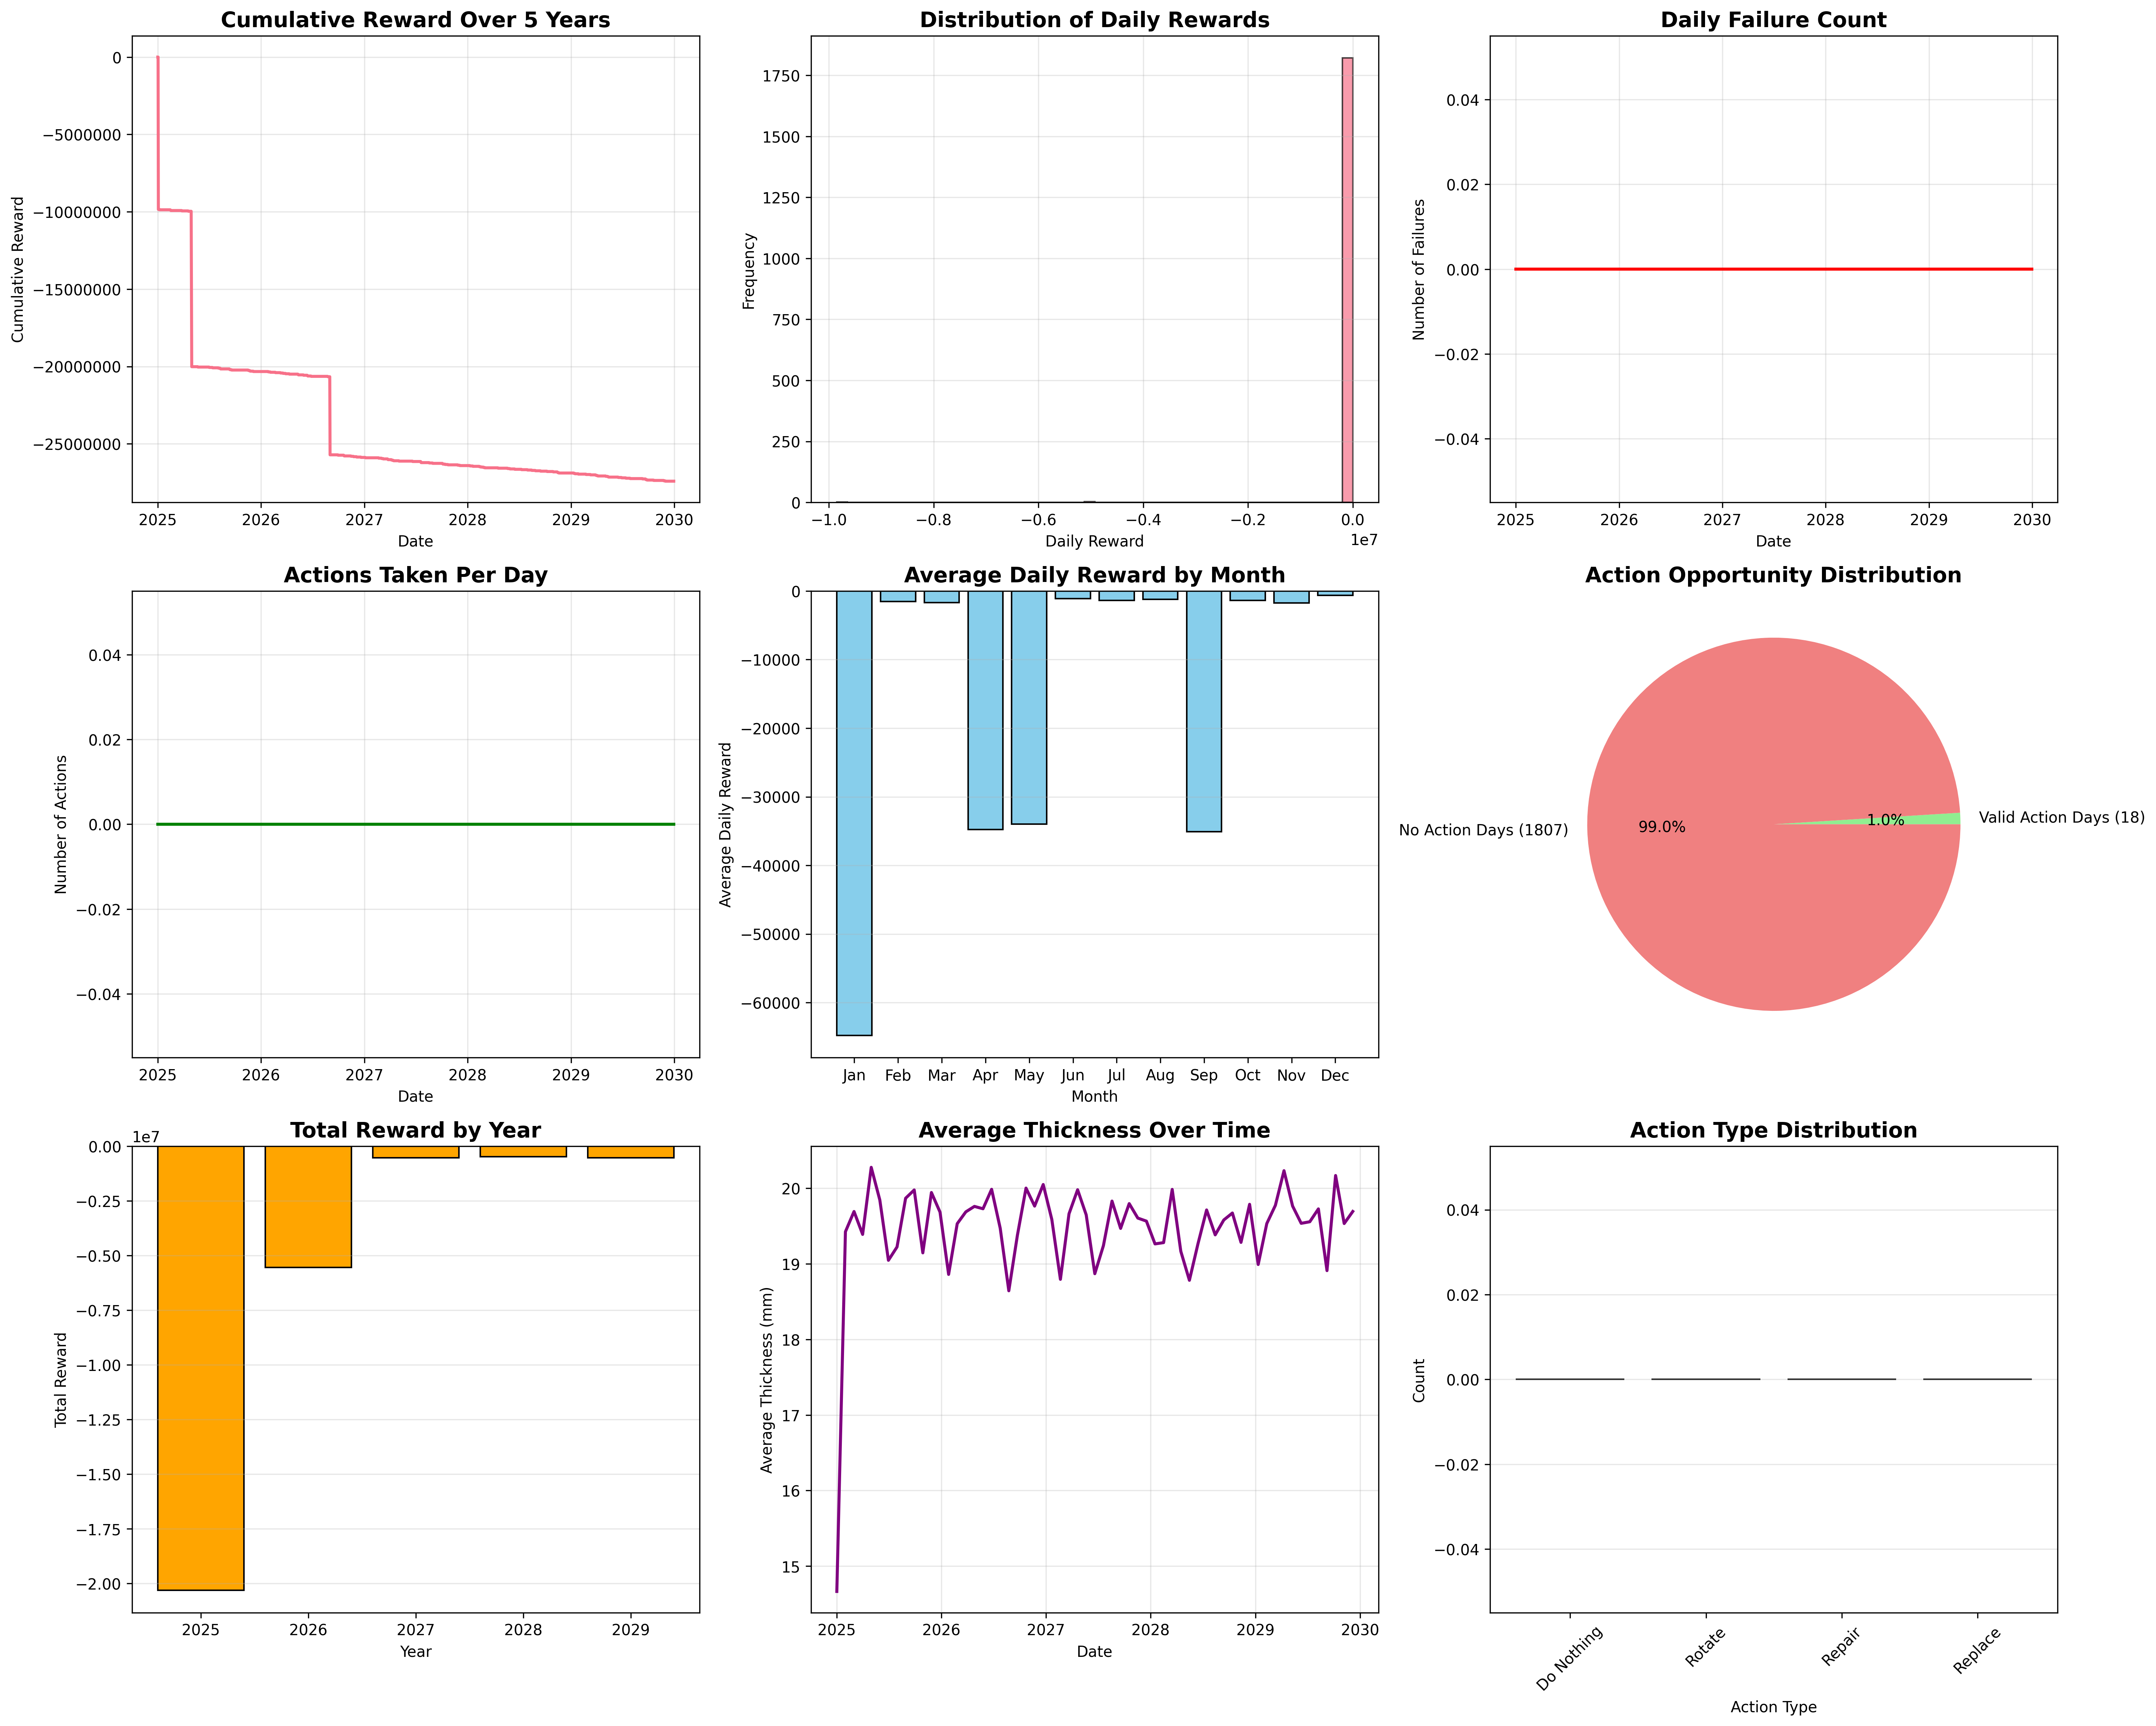 Cumulative Reward Over 5 Years
0
−5000000
−10000000
−15000000
−20000000
−25000000
Cumulative Reward
2025 2026 2027 2028 2029 2030
Date
Distribution of Daily Rewards
1750
1500
1250
1000
750
500
250
0
Frequency
−1.0 −0.8 −0.6 −0.4 −0.2 0.0
1e7
Daily Reward
Daily Failure Count
0.04
0.02
0.00
−0.02
−0.04
Number of Failures
2025 2026 2027 2028 2029 2030
Date
Actions Taken Per Day
0.04
0.02
0.00
−0.02
−0.04
Number of Actions
2025 2026 2027 2028 2029 2030
Date
Average Daily Reward by Month
0
−10000
−20000
−30000
−40000
−50000
−60000
Average Daily Reward
Jan Feb Mar Apr May Jun Jul Aug Sep Oct Nov Dec
Month
Action Opportunity Distribution
No Action Days (1807)
99.0%
1.0%
Valid Action Days (18)
Total Reward by Year
1e7
0.00
−0.25
−0.50
−0.75
−1.00
−1.25
−1.50
−1.75
−2.00
Total Reward
2025 2026 2027 2028 2029
Year
Average Thickness Over Time
20
19
18
17
16
15
Average Thickness (mm)
2025 2026 2027 2028 2029 2030
Date
Action Type Distribution
0.04
0.02
0.00
−0.02
−0.04
Count
Do Nothing
Rotate
Repair
Replace
Action Type